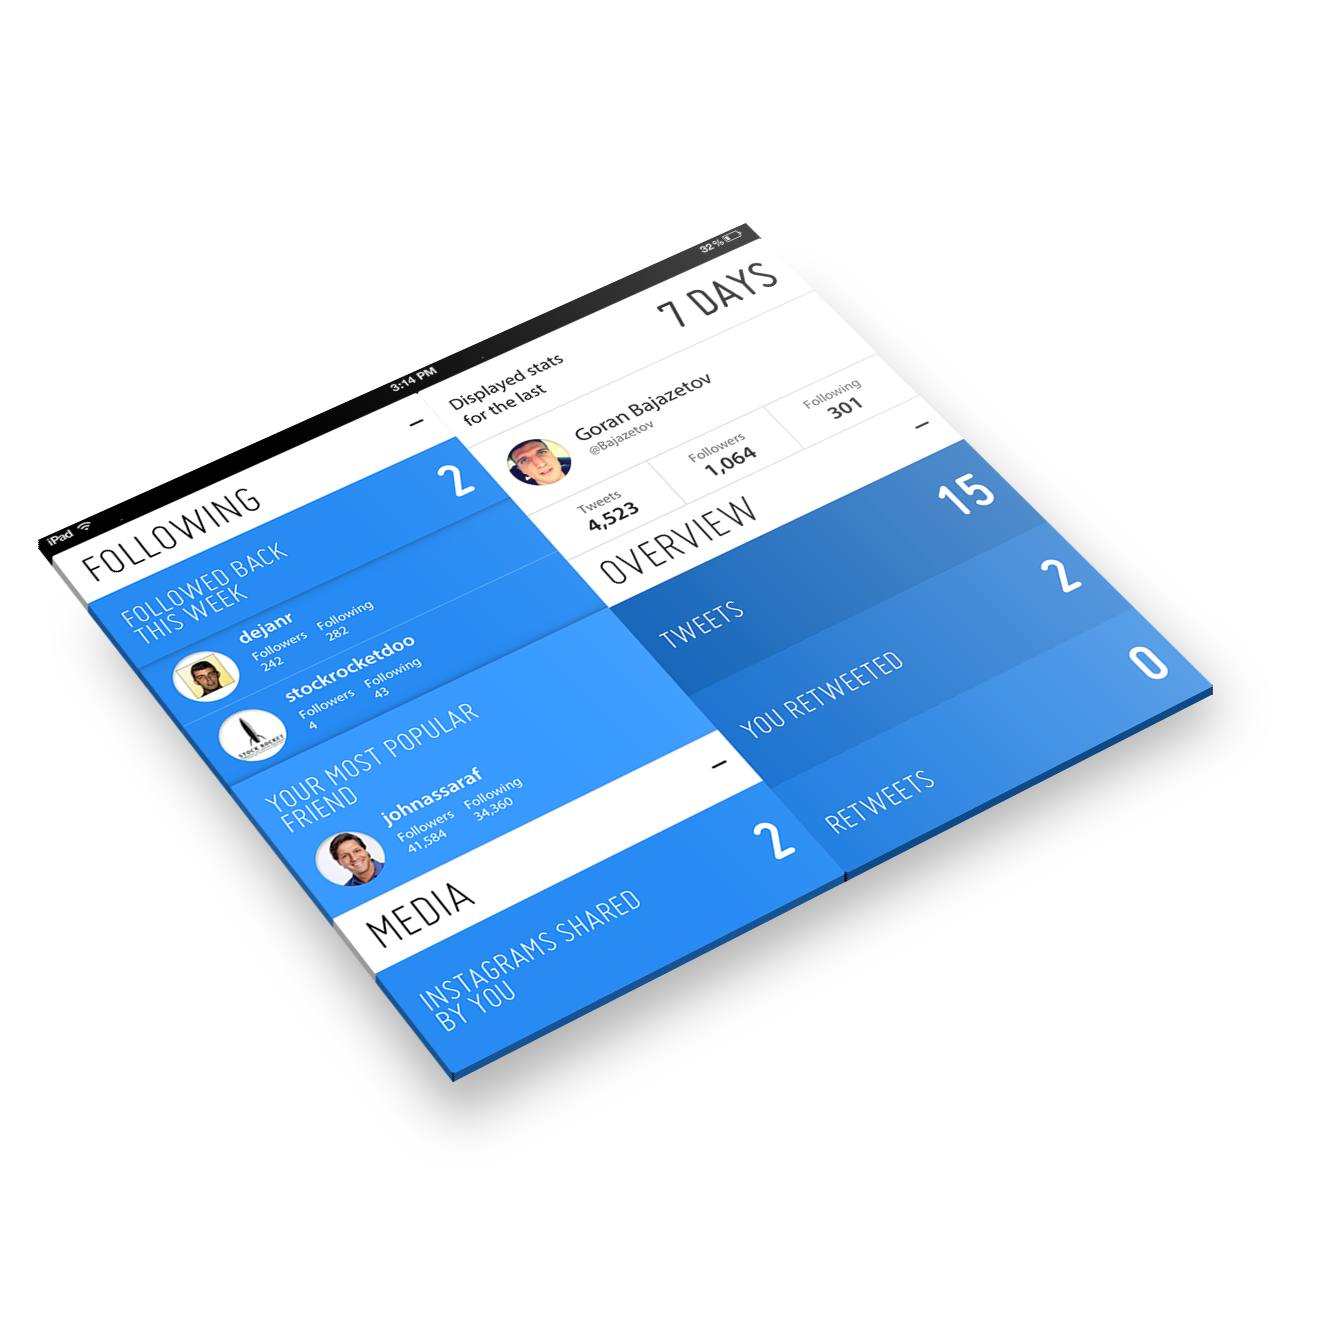 iPad
3:14 PM
32 %
FOLLOWING
2
FOLLOWED BACK
THIS WEEK
dejanr
Followers Following
242 282
stockrocketdoo
Followers Following
4 43
STOCK ROCKET
YOUR MOST POPULAR
FRIEND
johnassaraf
Followers Following
41,584 34,360
MEDIA
2
INSTAGRAMS SHARED
BY YOU
7 DAYS
Displayed stats
for the last
Goran Bajazetov
@Bajazetov
Tweets Followers Following
4,523 1,064 301
OVERVIEW
15
TWEETS
2
YOU RETWEETED
0
RETWEETS